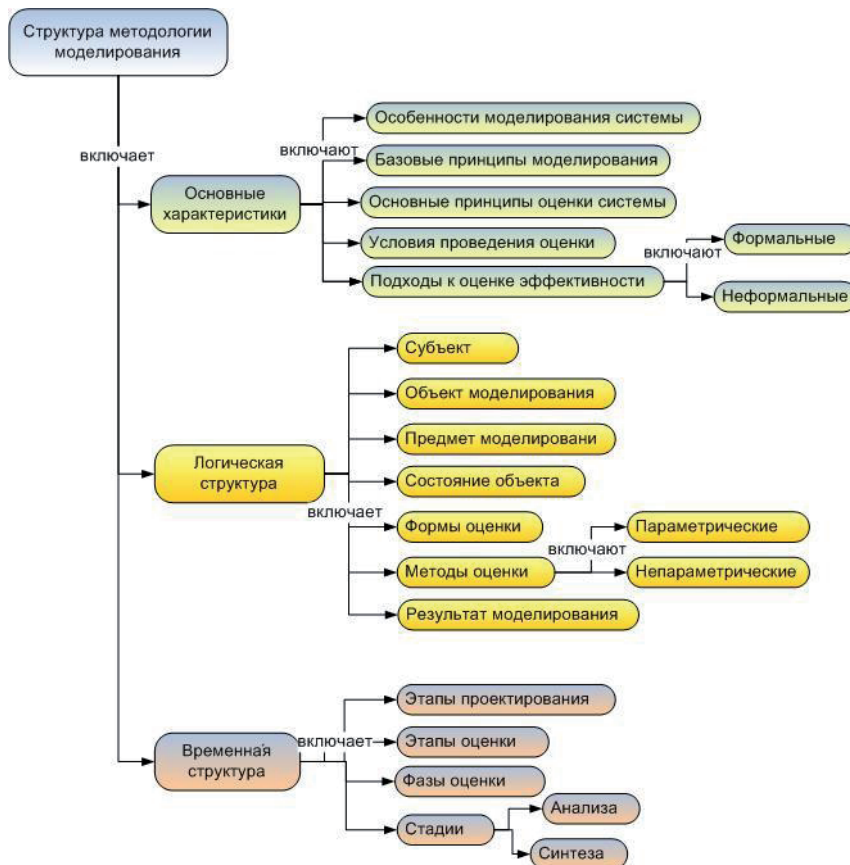 Структура методологии
моделирования
включает
Основные
характеристики
включают
Особенности моделирования системы
Базовые принципы моделирования
Основные принципы оценки системы
Условия проведения оценки
Подходы к оценке эффективности
включают
Формальные
Неформальные
Логическая
структура
включает
Субъект
Объект моделирования
Предмет моделировани
Состояние объекта
Формы оценки
Методы оценки
включают
Параметрические
Непараметрические
Результат моделирования
Временная
структура
включает
Этапы проектирования
Этапы оценки
Фазы оценки
Стадии
Анализа
Синтеза